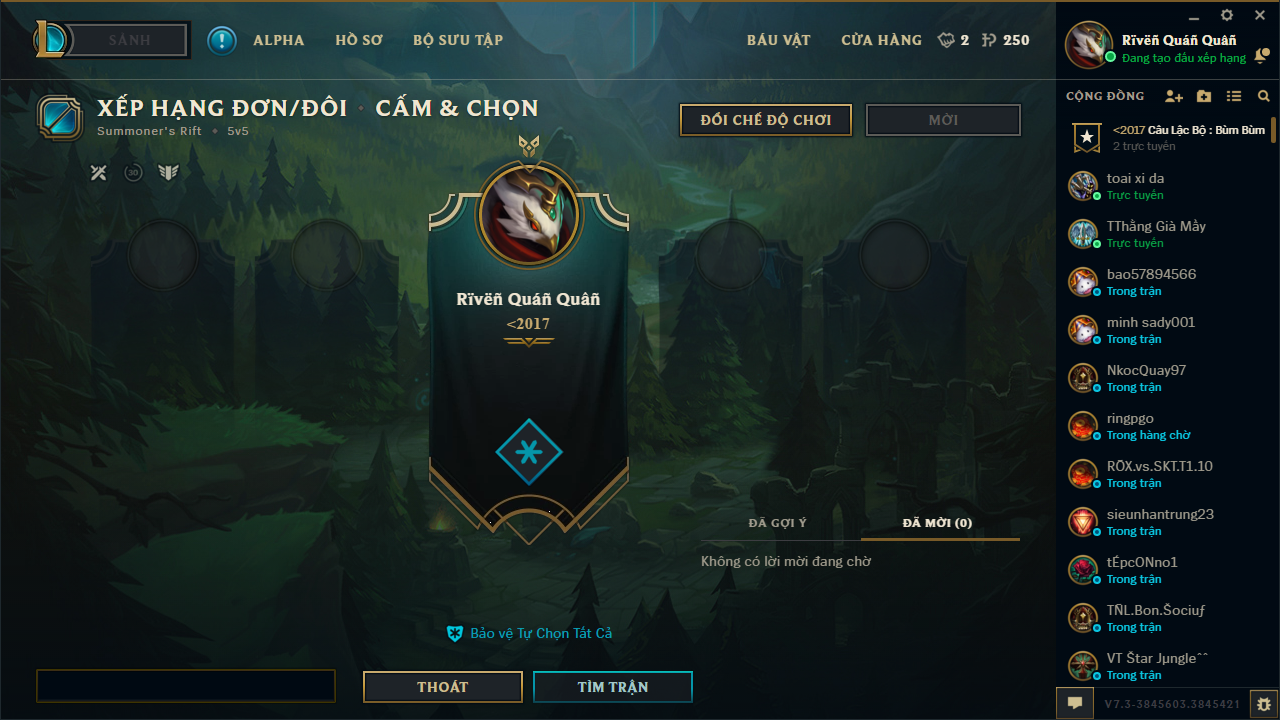 SẢNH
ALPHA
HỒ SƠ
BỘ SƯU TẬP
BÁU VẬT
CỬA HÀNG
2
250
Rïvëñ Quáñ Quâñ
Đang tạo đấu xếp hạng
XẾP HẠNG ĐƠN/ĐÔI • CẤM & CHỌN
Summoner's Rift • 5v5
30
ĐỔI CHẾ ĐỘ CHƠI
MỜI
Rïvëñ Quáñ Quâñ
<2017
ĐÃ GỢI Ý
ĐÃ MỜI (0)
Không có lời mời đang chờ
Bảo vệ Tự Chọn Tất Cả
THOÁT
TÌM TRẬN
CỘNG ĐỒNG
<2017 Câu Lạc Bộ : Bùm Bùm
2 trực tuyến
toai xi da
Trực tuyến
TThằng Già Mầy
Trực tuyến
bao57894566
Trong trận
minh sady001
Trong trận
NkocQuay97
Trong trận
ringpgo
Trong hàng chờ
RÕX.vs.SKT.T1.10
Trong trận
sieunhantrung23
Trong trận
tÉpcONno1
Trong trận
TÑL.Bon.Šociuƒ
Trong trận
VT Štar Jµngleˆˆ
Trong trận
V7.3-3845603.3845421